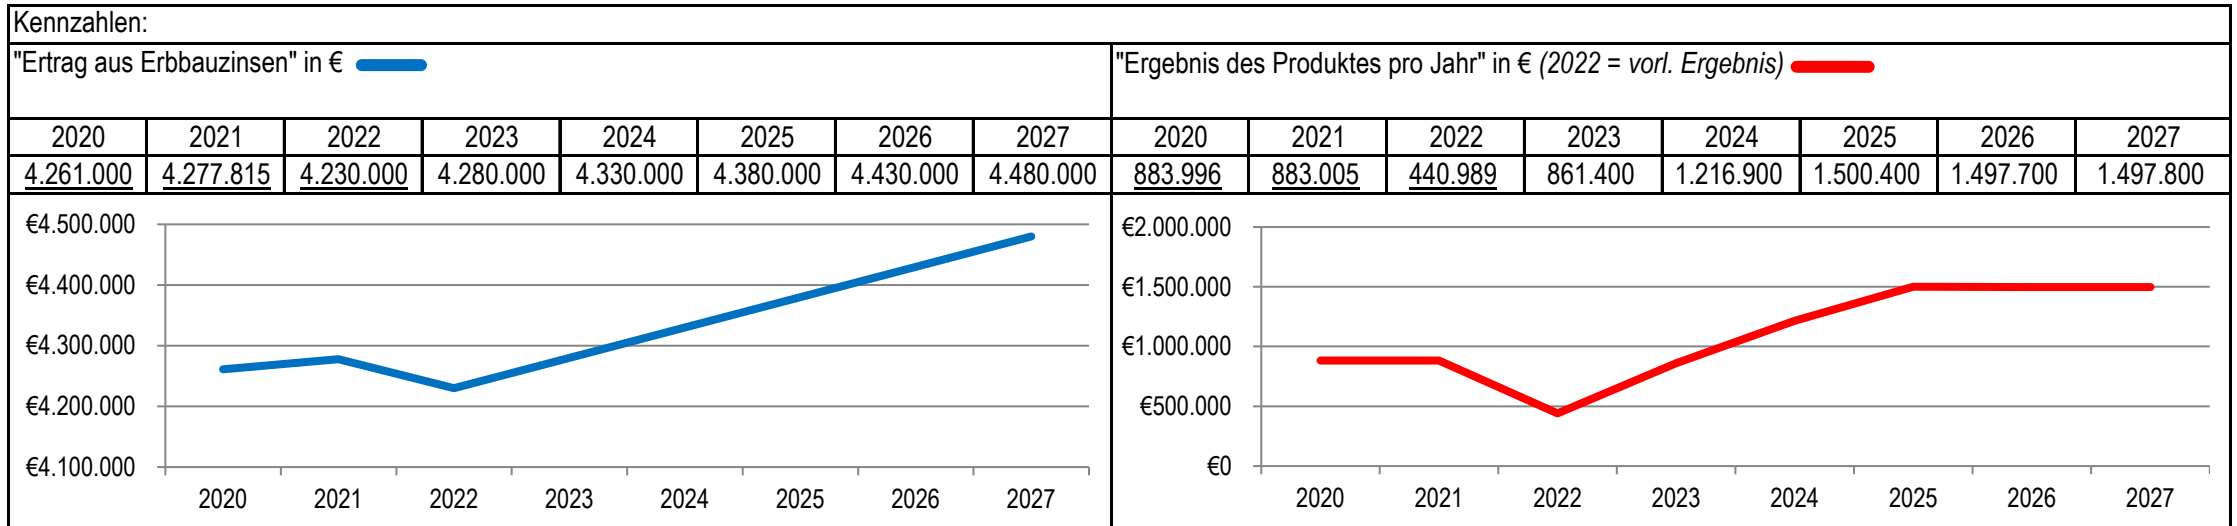 Kennzahlen:
"Ertrag aus Erbbauzinsen" in €
"Ergebnis des Produktes pro Jahr" in € (2022 = vorl. Ergebnis)
2020 2021 2022 2023 2024 2025 2026 2027
4.261.000 4.277.815 4.230.000 4.280.000 4.330.000 4.380.000 4.430.000 4.480.000
2020 2021 2022 2023 2024 2025 2026 2027
883.996 883.005 440.989 861.400 1.216.900 1.500.400 1.497.700 1.497.800
€4.500.000
€4.400.000
€4.300.000
€4.200.000
€4.100.000
2020 2021 2022 2023 2024 2025 2026 2027
€2.000.000
€1.500.000
€1.000.000
€500.000
€0
2020 2021 2022 2023 2024 2025 2026 2027